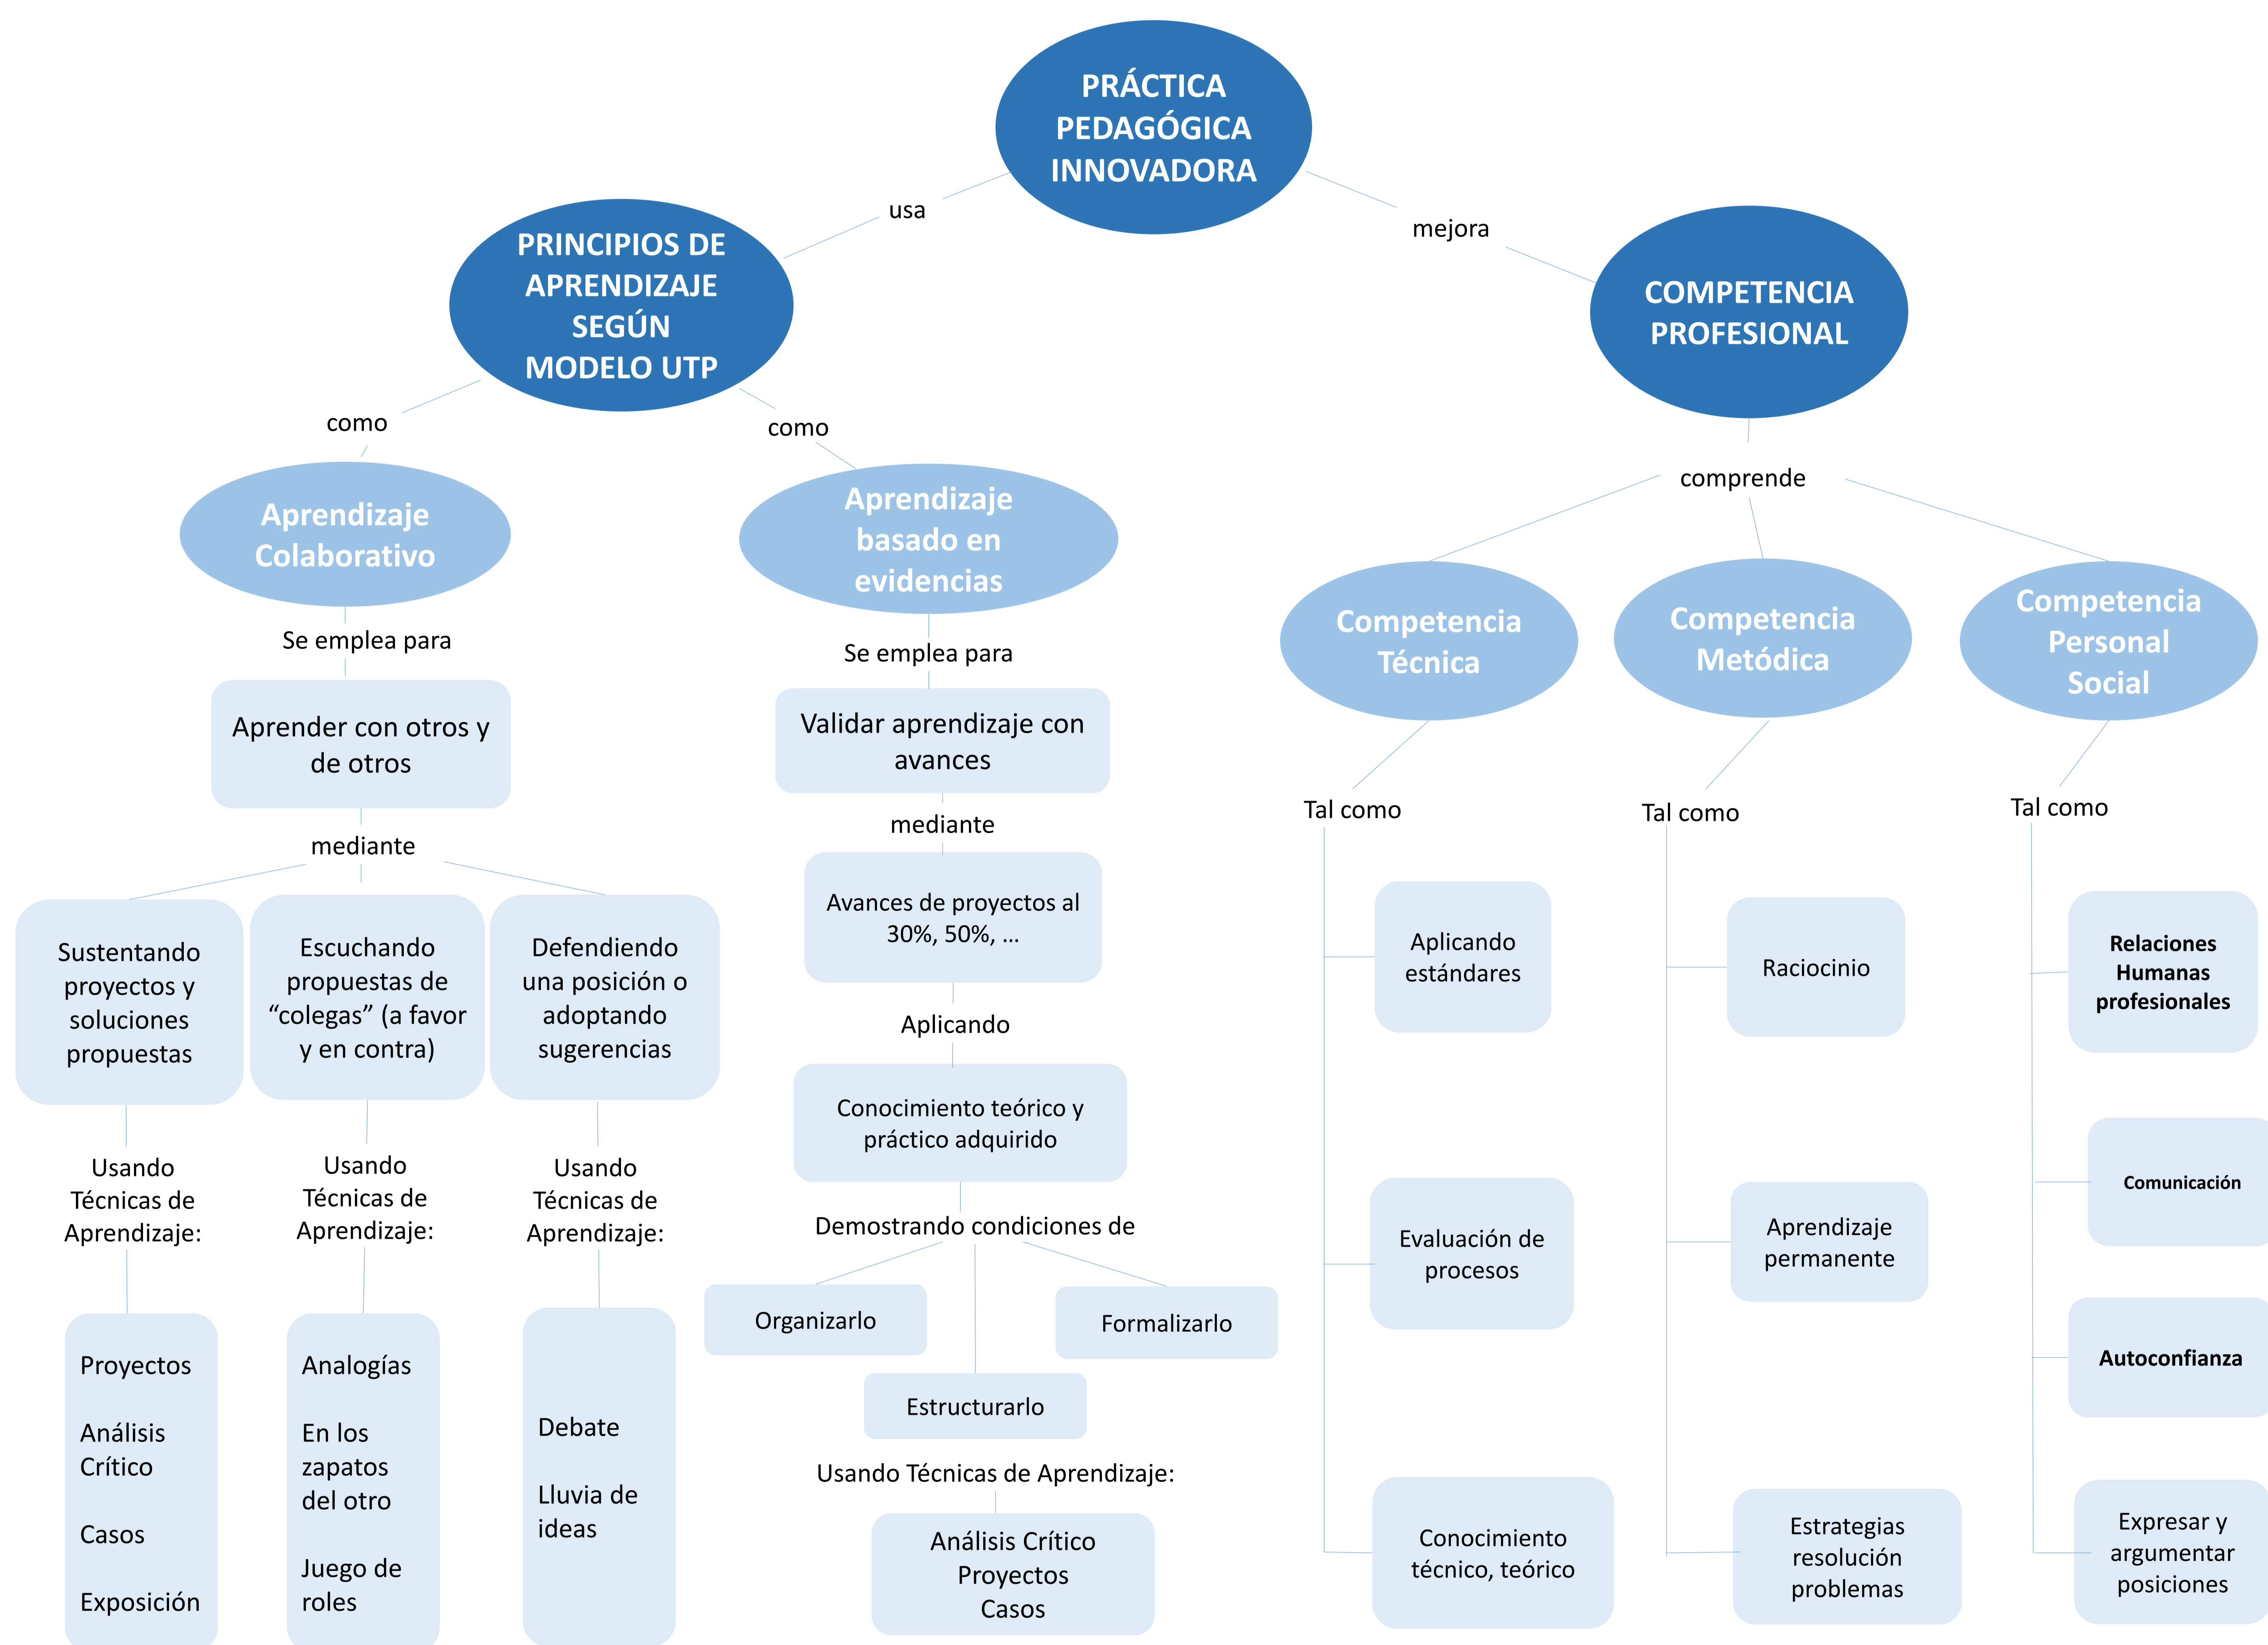 PRÁCTICA
PEDAGÓGICA
INNOVADORA
usa
mejora
PRINCIPIOS DE
APRENDIZAJE
SEGÚN
MODELO UTP
COMPETENCIA
PROFESIONAL
como
como
comprende
Aprendizaje
Colaborativo
Aprendizaje
basado en
evidencias
Competencia
Técnica
Competencia
Metódica
Competencia
Personal
Social
Se emplea para
Se emplea para
Aprender con otros y
de otros
Validar aprendizaje con
avances
Tal como
Tal como
Tal como
mediante
mediante
Sustentando
proyectos y
soluciones
propuestas
Escuchando
propuestas de
“colegas” (a favor
y en contra)
Defendiendo
una posición o
adoptando
sugerencias
Avances de proyectos al
30%, 50%, ...
Aplicando
estándares
Raciocinio
Relaciones
Humanas
profesionales
Aplicando
Conocimiento teórico y
práctico adquirido
Usando
Técnicas de
Aprendizaje:
Usando
Técnicas de
Aprendizaje:
Usando
Técnicas de
Aprendizaje:
Demostrando condiciones de
Evaluación de
procesos
Aprendizaje
permanente
Comunicación
Organizarlo
Formalizarlo
Estructurarlo
Autoconfianza
Proyectos
Análisis
Crítico
Casos
Exposición
Analogías
En los
zapatos
del otro
Juego de
roles
Debate
Lluvia de
ideas
Usando Técnicas de Aprendizaje:
Análisis Crítico
Proyectos
Casos
Conocimiento
técnico, teórico
Estrategias
resolución
problemas
Expresar y
argumentar
posiciones